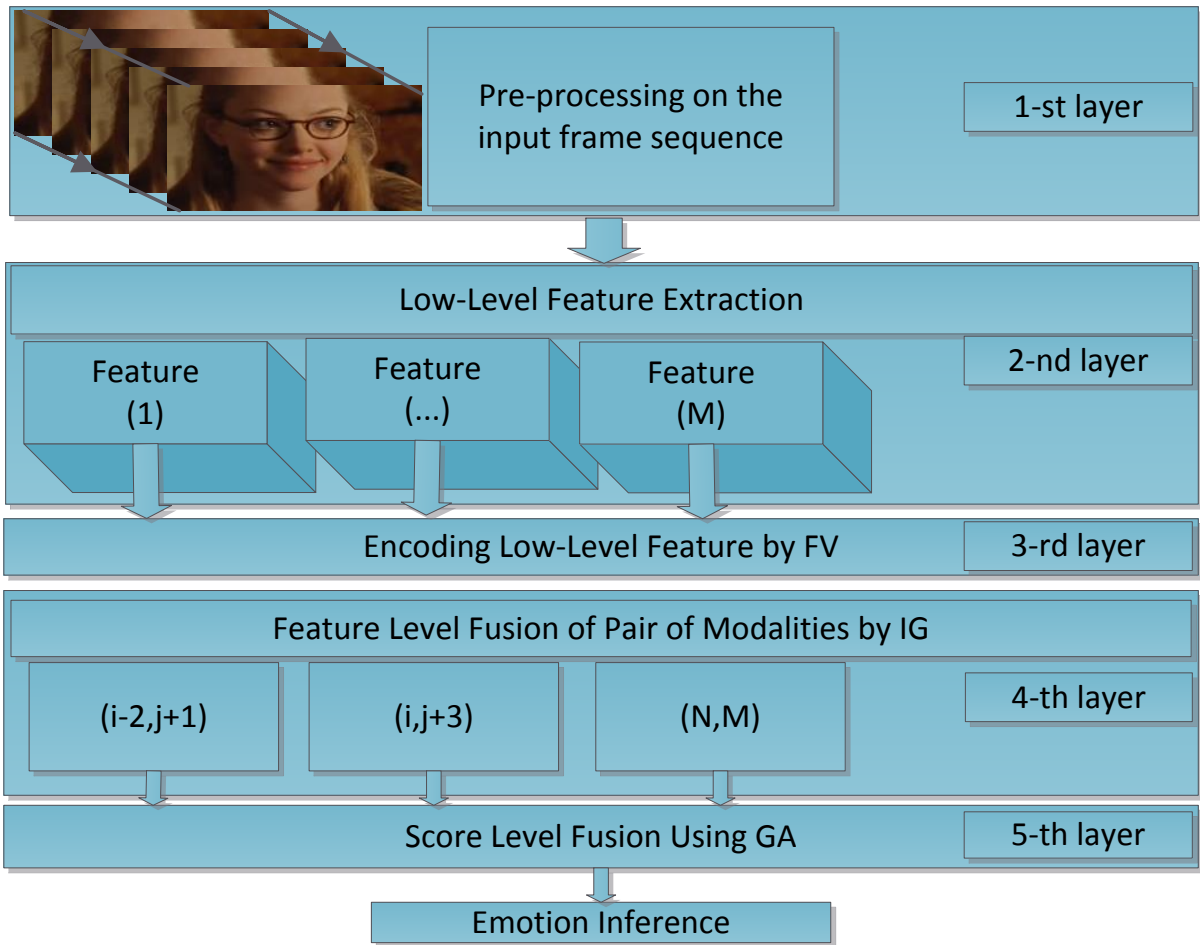 Pre-processing on the
input frame sequence
1-st layer
Low-Level Feature Extraction
2-nd layer
Feature
(1)
Feature
(...)
Feature
(M)
Encoding Low-Level Feature by FV
3-rd layer
Feature Level Fusion of Pair of Modalities by IG
4-th layer
(i-2,j+1)
(i,j+3)
(N,M)
Score Level Fusion Using GA
5-th layer
Emotion Inference